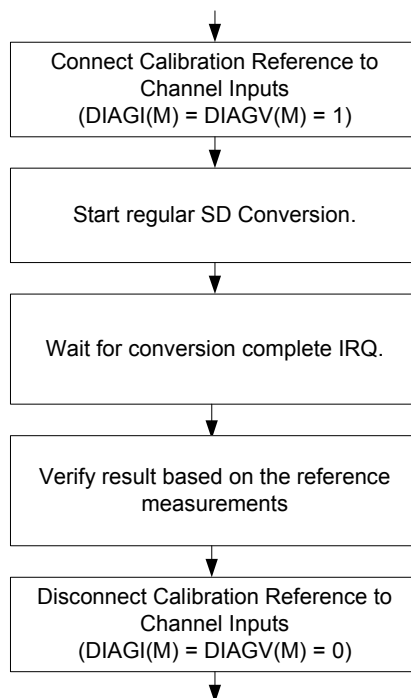 Connect Calibration Reference to
Channel Inputs
(DIAGI(M) = DIAGV(M) = 1)
Start regular SD Conversion.
Wait for conversion complete IRQ.
Verify result based on the reference
measurements
Disconnect Calibration Reference to
Channel Inputs
(DIAGI(M) = DIAGV(M) = 0)